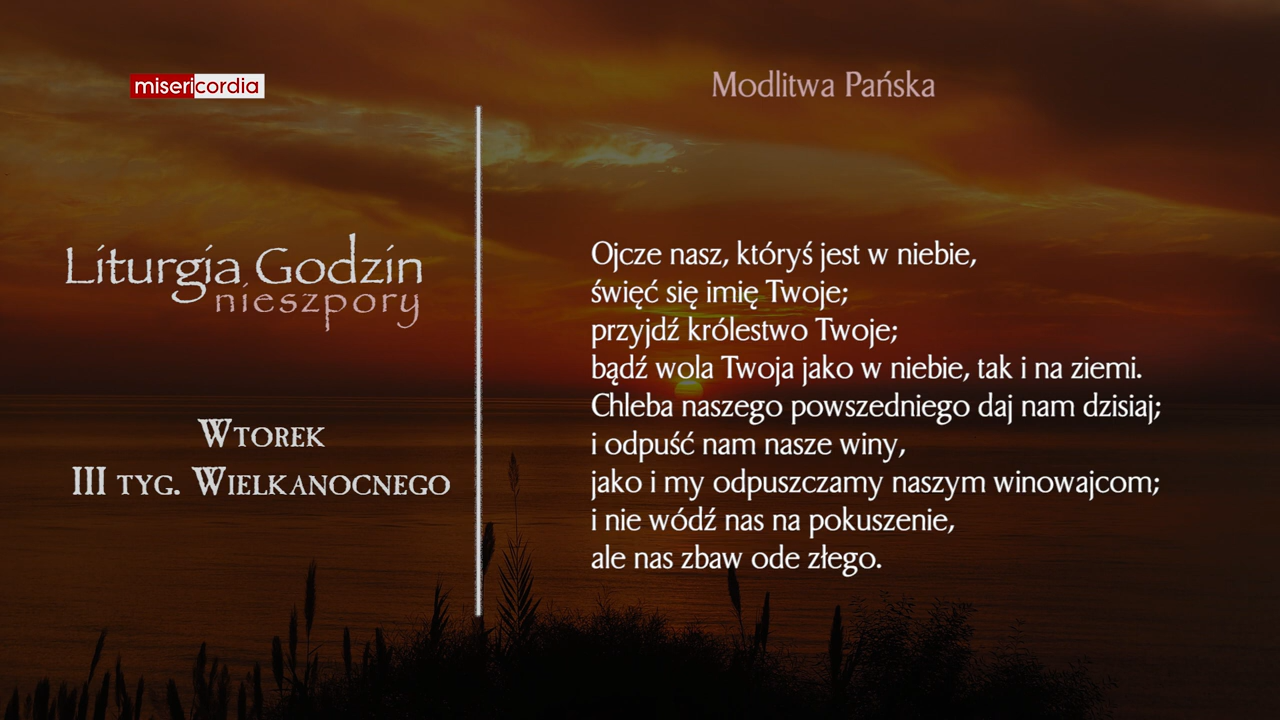 misericordia
Liturgia Godzin
nieszpory
Wtorek
III tyg. Wielkanocnego
Modlitwa Pańska
Ojcze nasz, któryś jest w niebie,
święć się imię Twoje;
przyjdź królestwo Twoje;
bądź wola Twoja jako w niebie, tak i na ziemi.
Chleba naszego powszedniego daj nam dzisiaj;
i odpuść nam nasze winy,
jako i my odpuszczamy naszym winowajcom;
i nie wódź nas na pokuszenie,
ale nas zbaw ode złego.